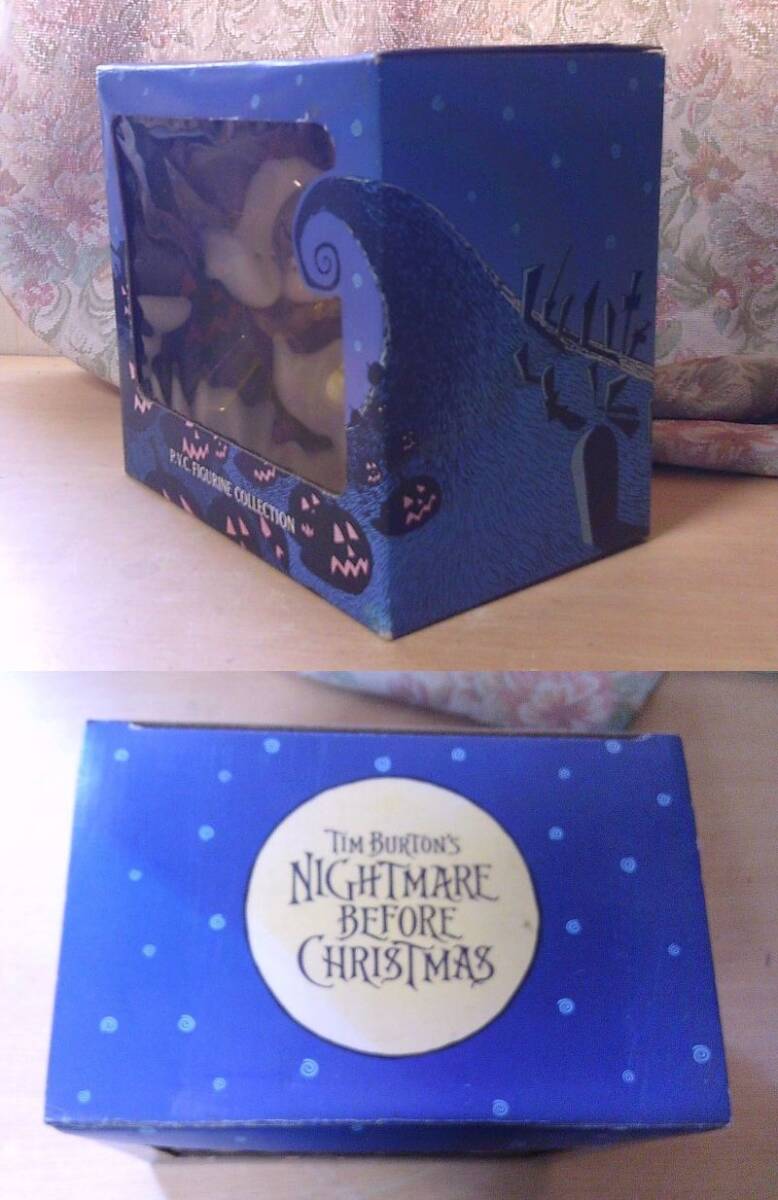 P.V.C. FIGURINE COLLECTION
TIM BURTON'S
NIGHTMARE
BEFORE
CHRISTMAS